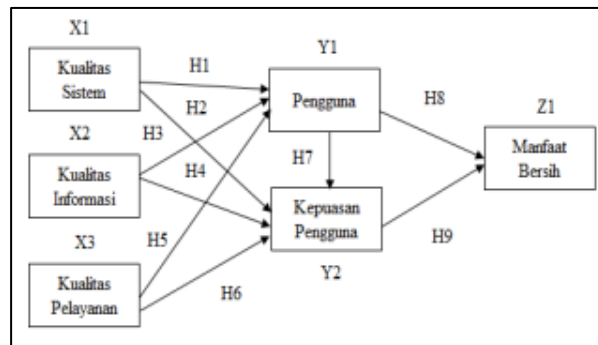 X1
Kualitas
Sistem
X2
Kualitas
Informasi
X3
Kualitas
Pelayanan
H1
H2
H3
H4
H5
H6
Y1
Pengguna
H7
Kepuasan
Pengguna
Y2
H8
H9
Z1
Manfaat
Bersih